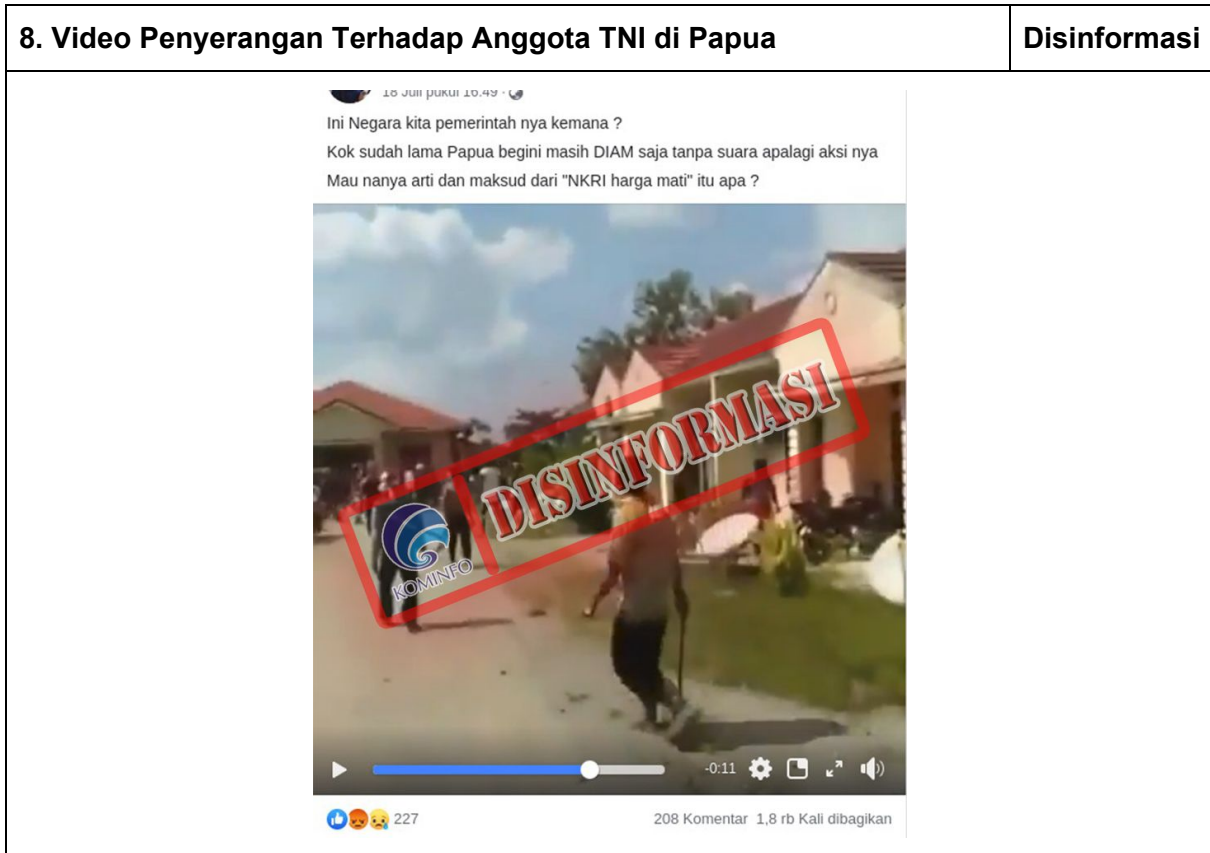 8. Video Penyerangan Terhadap Anggota TNI di Papua
Disinformasi
18 Juli pukul 16.49 ·
Ini Negara kita pemerintah nya kemana ?
Kok sudah lama Papua begini masih DIAM saja tanpa suara apalagi aksi nya
Mau nanya arti dan maksud dari "NKRI harga mati" itu apa ?
DISINFORMASI
KOMINFO
-0:11
227
208 Komentar 1,8 rb Kali dibagikan